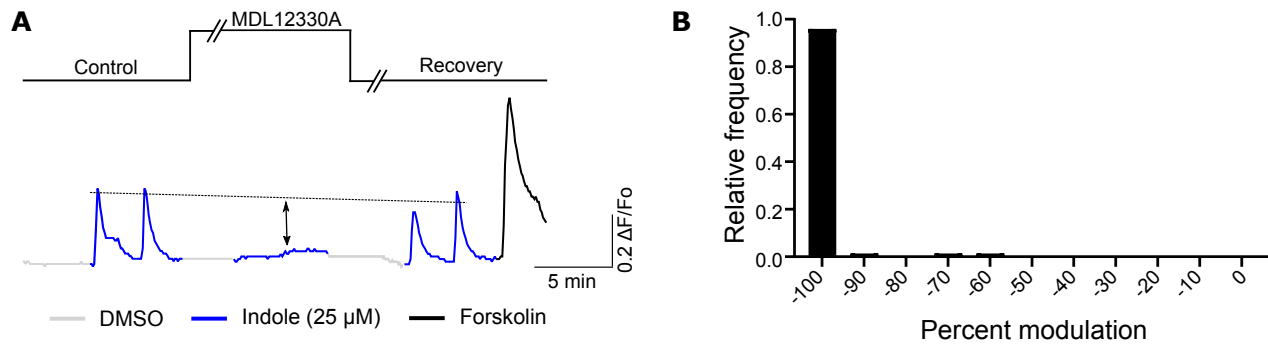 A
MDL12330A
Control
Recovery
0.2 ΔF/Fo
5 min
DMSO
Indole (25 µM)
Forskolin
B
Relative frequency
1.0
0.8
0.6
0.4
0.2
0.0
-100
-90
-80
-70
-60
-50
-40
-30
-20
-10
0
Percent modulation